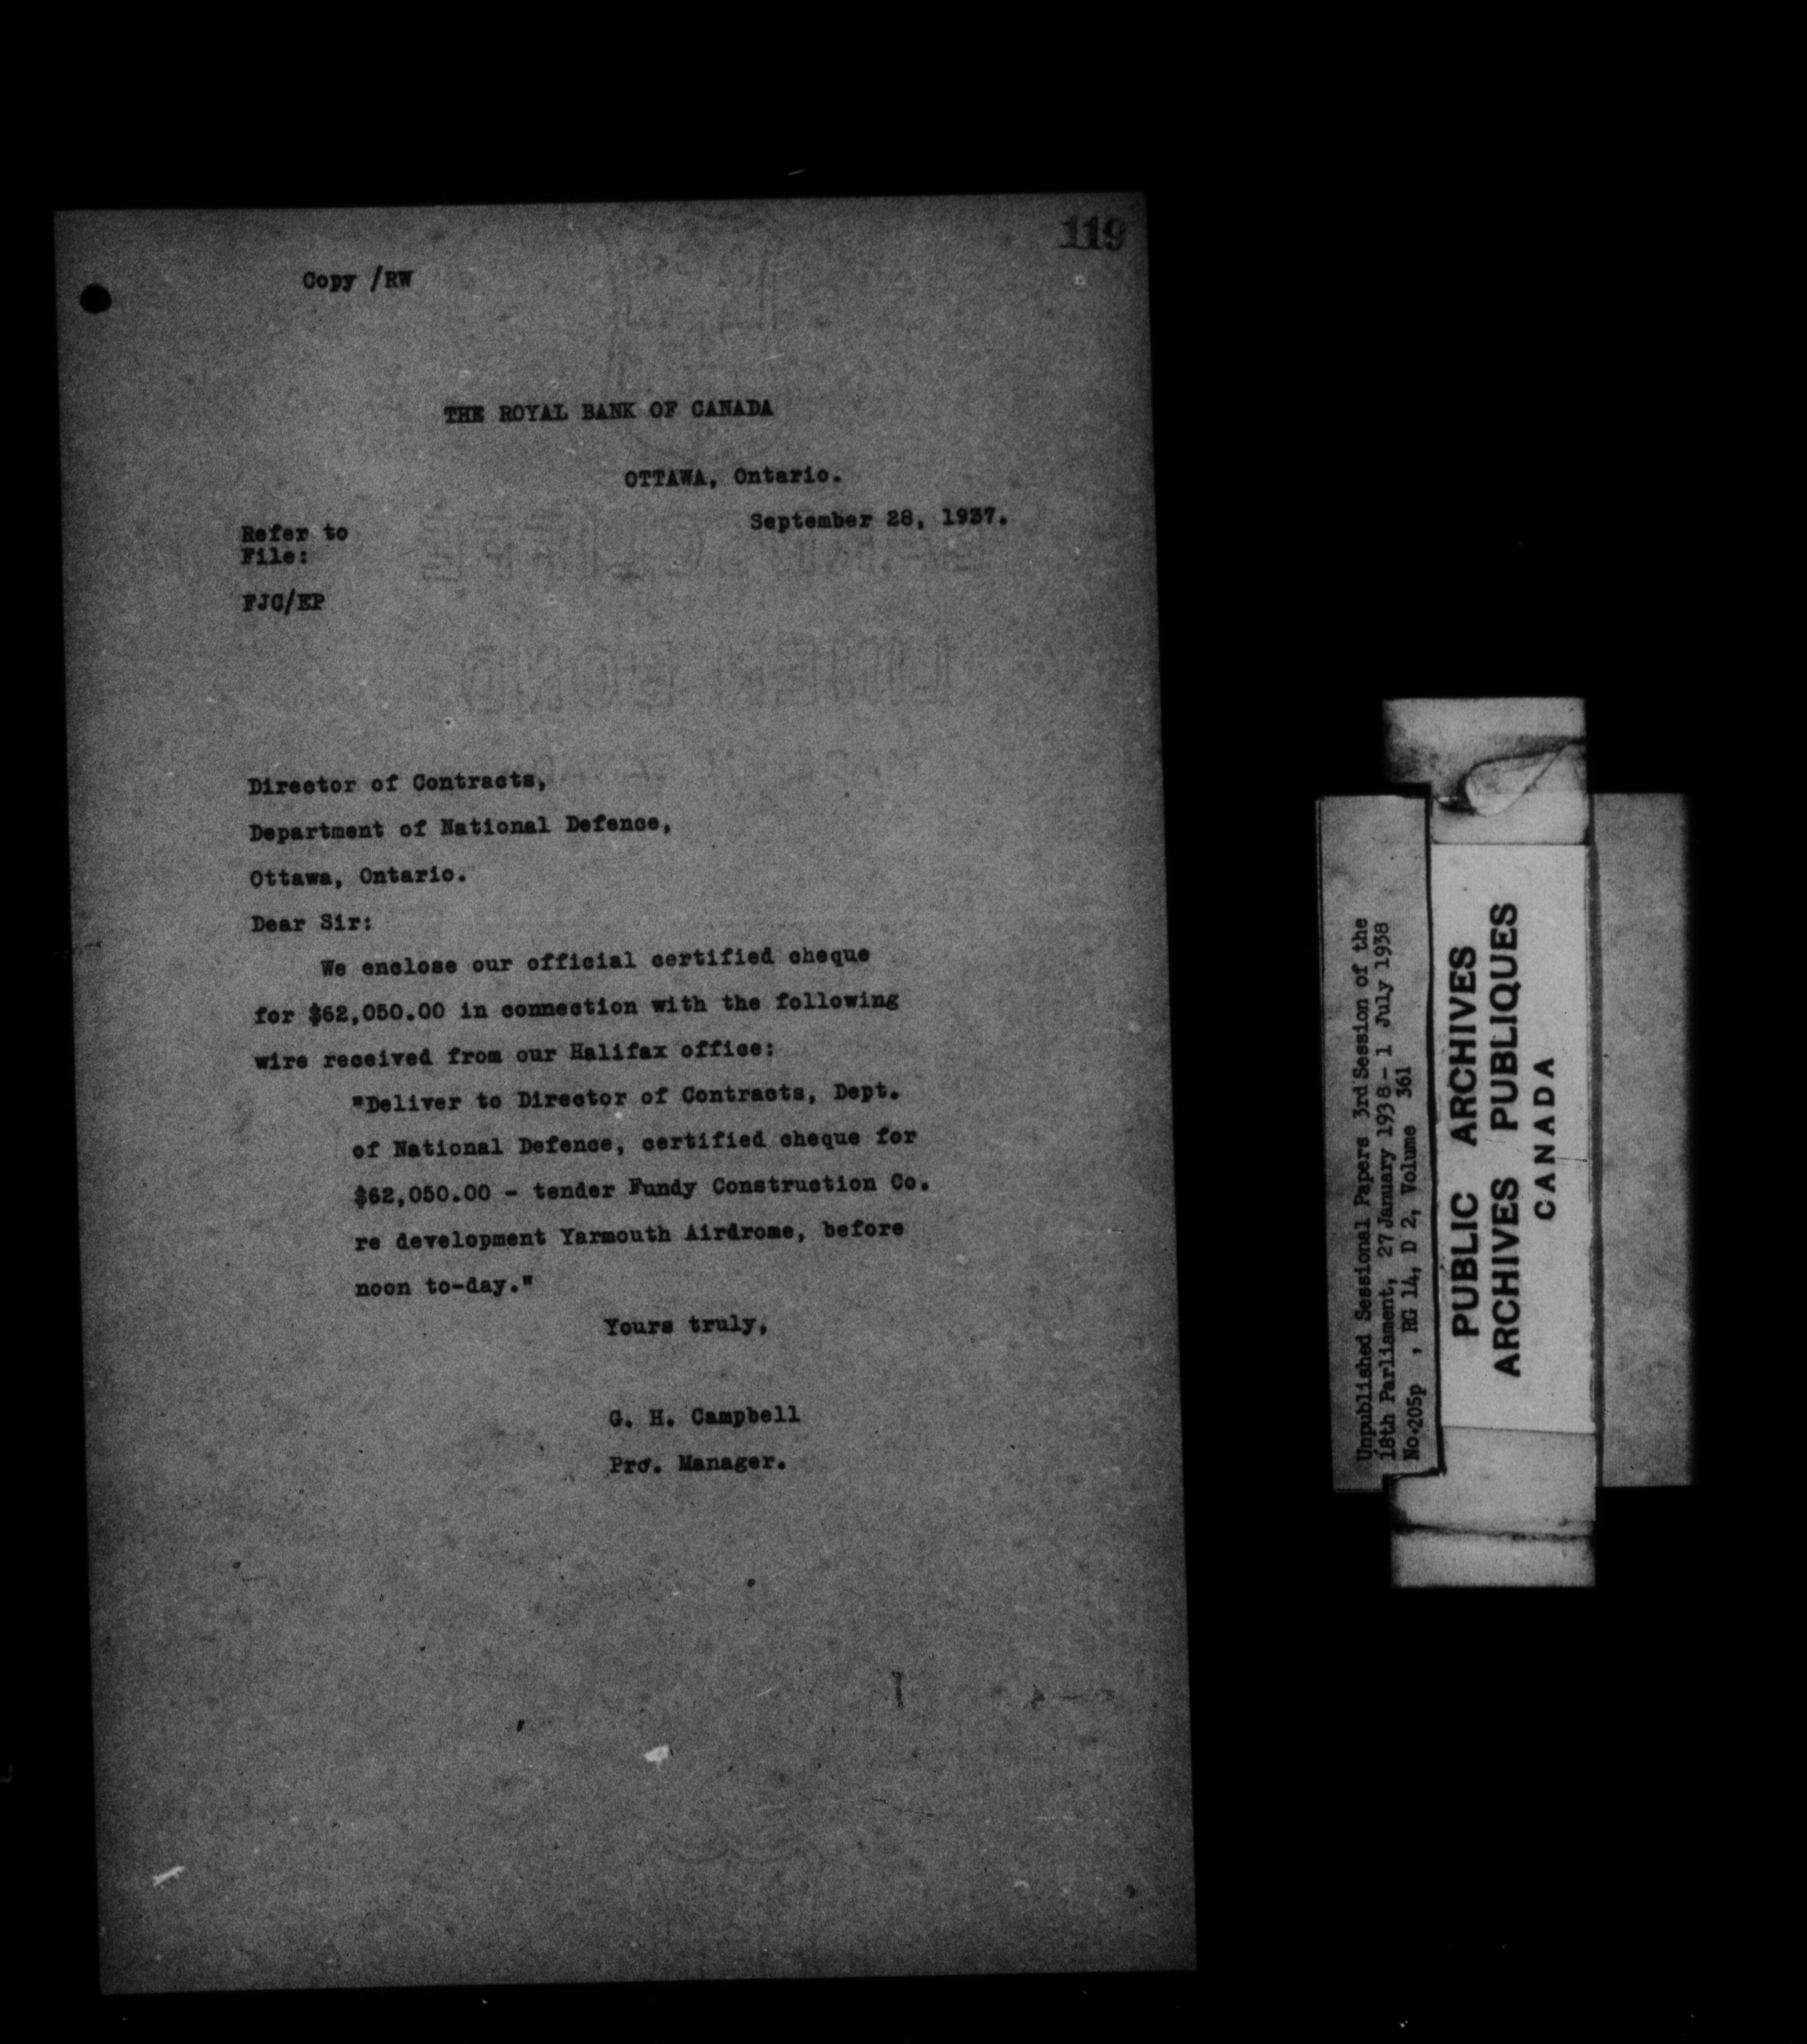 119
Copy /RW
THE ROYAL BANK OF CANADA
OTTAWA, Ontario.
September 28, 1937.
Refer to
File:
FJC/EP
Director of Contracts,
Department of National Defence,
Ottawa, Ontario.
Dear Sir:
We enclose our official certified cheque
for $62,050.00 in connection with the following
wire received from our Halifax office:
"Deliver to Director of Contracts, Dept.
of National Defence, certified cheque for
$62,050.00 - tender Fundy Construction Co.
re development Yarmouth Airdrome, before
noon to-day."
Yours truly,
G. H. Campbell
Pro. Manager.
Unpublished Sessional Papers 3rd Session of the
18th Parliament, 27 January 1938 - 1 July 1938
No.205p , RG 14, D 2, Volume 361
PUBLIC ARCHIVES
ARCHIVES PUBLIQUES
CANADA
LINEN BOND